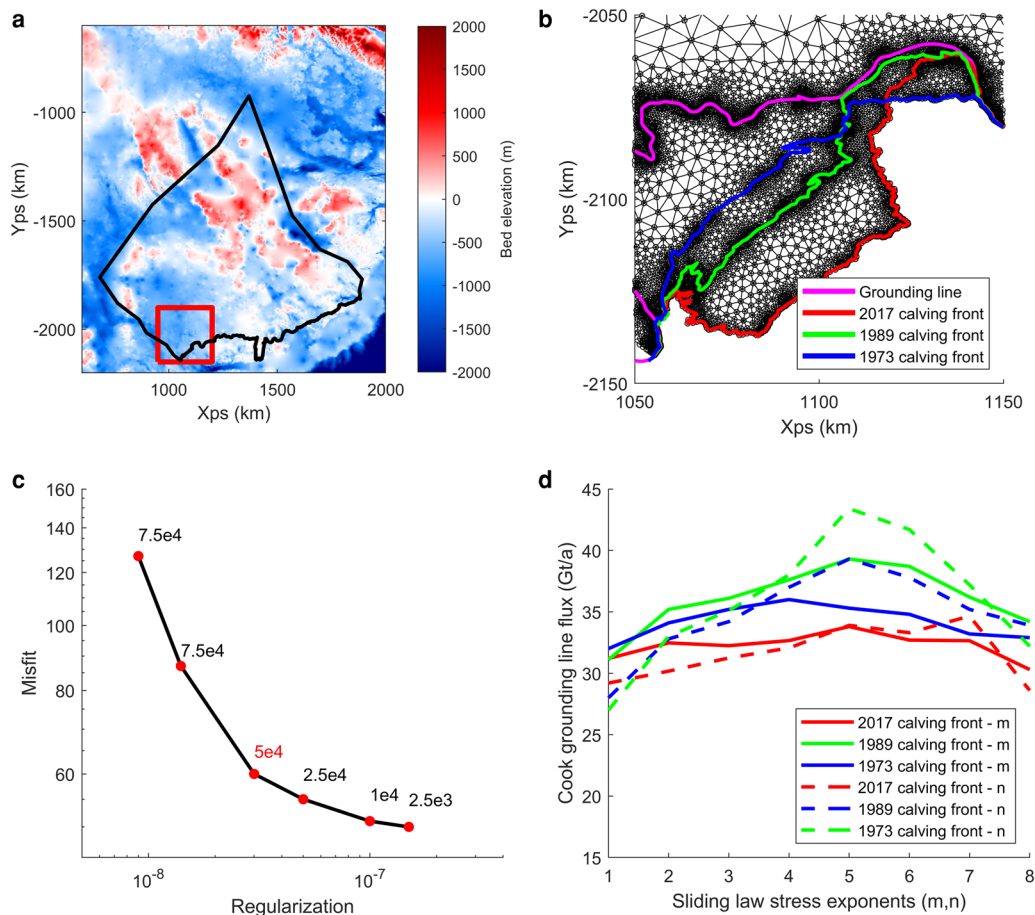 a
2000
1500
1000
500
0
-500
-1000
-1500
-2000
Bed elevation (m)
-1000
-1500
-2000
Yps (km)
1000
1500
2000
Xps (km)
b
-2050
-2100
-2150
Yps (km)
Grounding line
2017 calving front
1989 calving front
1973 calving front
1050
1100
1150
Xps (km)
c
160
140
120
100
80
60
Misfit
7.5e4
7.5e4
5e4
2.5e4
1e4
2.5e3
10-8
10-7
Regularization
d
45
40
35
30
25
20
15
Cook grounding line flux (Gt/a)
2017 calving front - m
1989 calving front - m
1973 calving front - m
2017 calving front - n
1989 calving front - n
1973 calving front - n
1
2
3
4
5
6
7
8
Sliding law stress exponents (m,n)